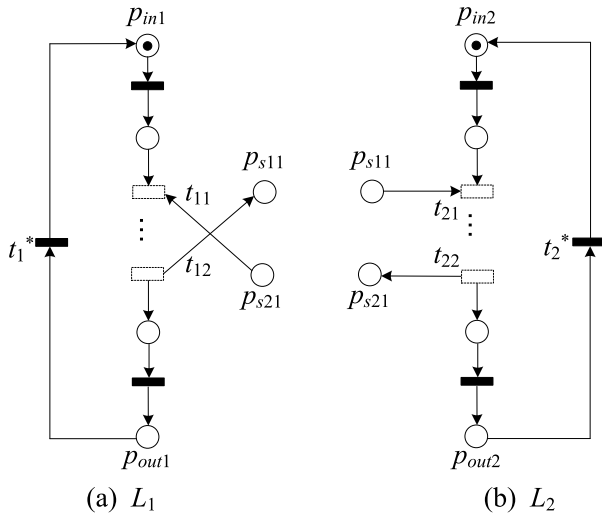 p_in1
p_in2
p_s11
p_s11
t_11
t_21
t_1*
t_2*
t_12
t_22
p_s21
p_s21
p_out1
p_out2
(a) L_1
(b) L_2